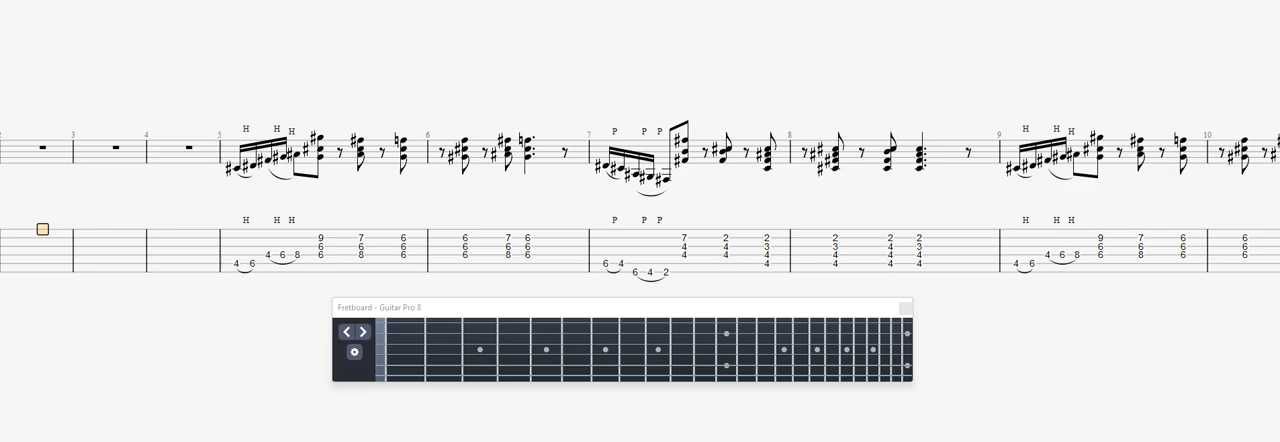 H H H P P P H H H
2 3 4 5 6 7 8 9 10
H H H P P P H H H
9 7 6 6 7 6 7 2 2 2 2 2 9 7 6 6
6 6 6 6 6 6 4 4 3 3 4 3 6 6 6 6
4 6 8 6 8 6 6 8 6 4 4 4 4 4 4 4 6 8 6 8 6 6
4 6 6 4 4 4 4 4 4 6
6 4 2
Fretboard - Guitar Pro 8